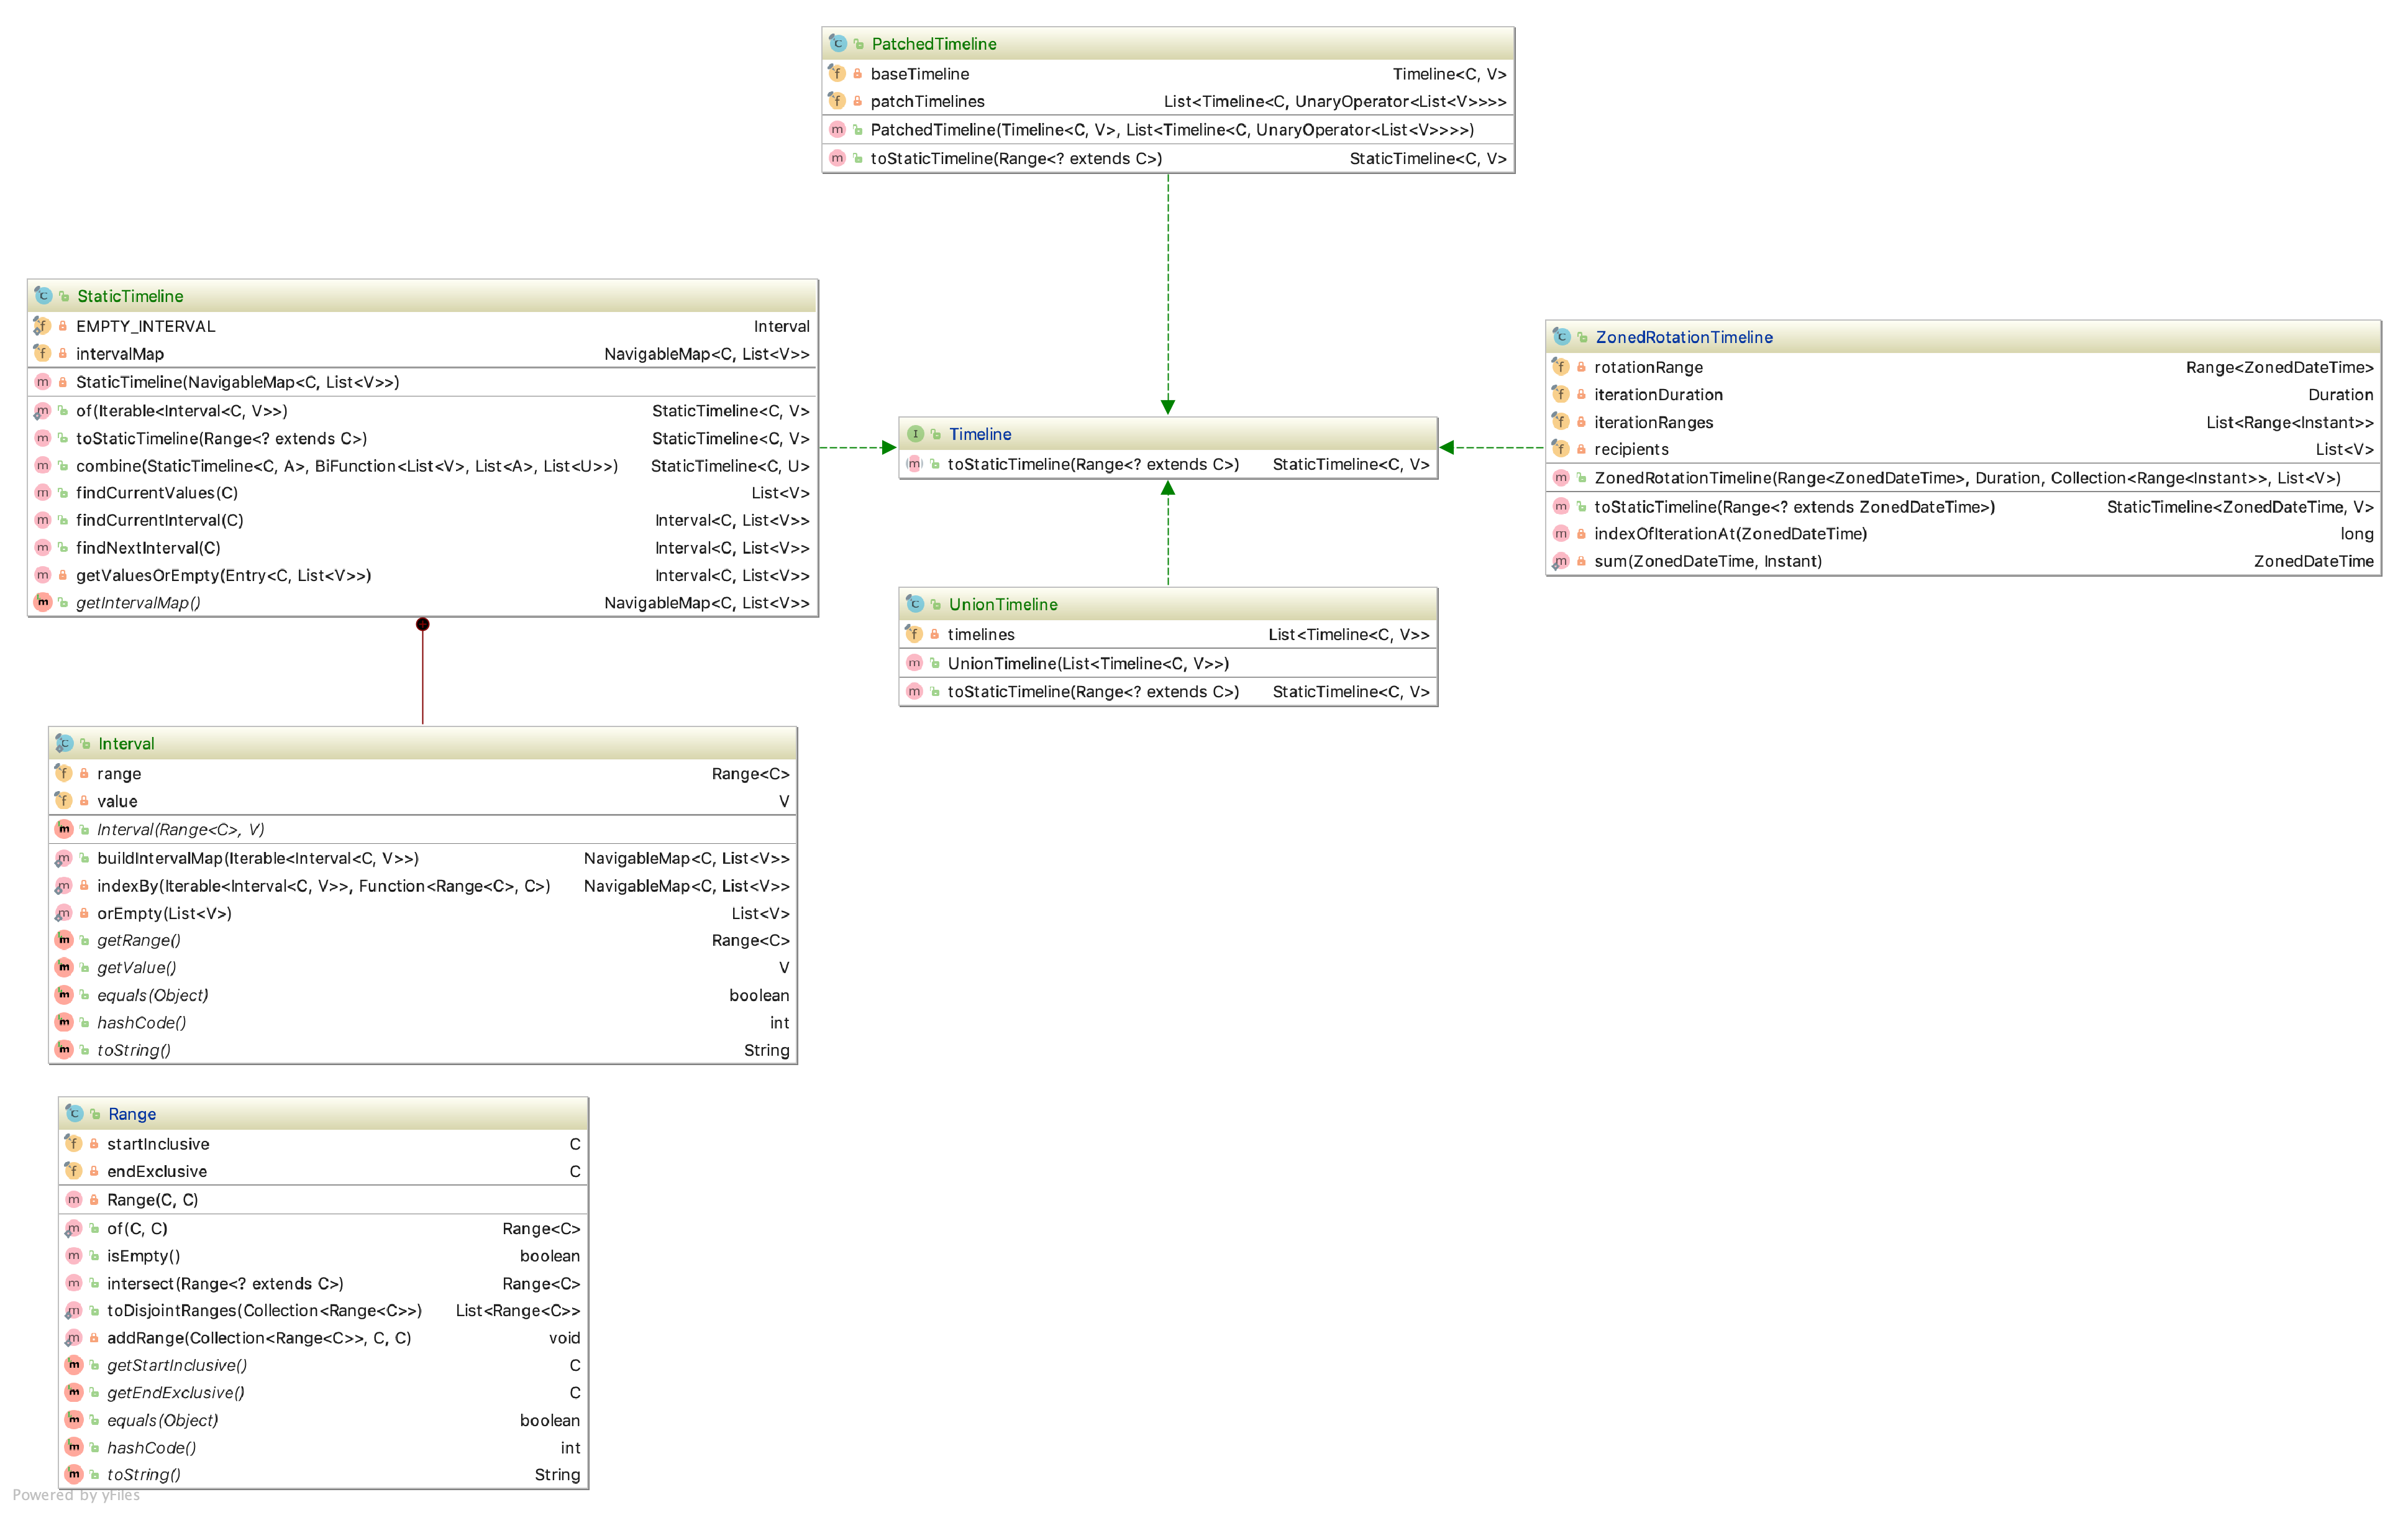 PatchedTimeline
baseTimeline Timeline<C, V>
patchTimelines List<Timeline<C, UnaryOperator<List<V>>>>
PatchedTimeline(Timeline<C, V>, List<Timeline<C, UnaryOperator<List<V>>>>)
toStaticTimeline(Range<? extends C>) StaticTimeline<C, V>
StaticTimeline
EMPTY_INTERVAL Interval
intervalMap NavigableMap<C, List<V>>
StaticTimeline(NavigableMap<C, List<V>>)
of(Iterable<Interval<C, V>>) StaticTimeline<C, V>
toStaticTimeline(Range<? extends C>) StaticTimeline<C, V>
combine(StaticTimeline<C, A>, BiFunction<List<V>, List<A>, List<U>>) StaticTimeline<C, U>
findCurrentValues(C) List<V>
findCurrentInterval(C) Interval<C, List<V>>
findNextInterval(C) Interval<C, List<V>>
getValuesOrEmpty(Entry<C, List<V>>) Interval<C, List<V>>
getIntervalMap() NavigableMap<C, List<V>>
Timeline
toStaticTimeline(Range<? extends C>) StaticTimeline<C, V>
ZonedRotationTimeline
rotationRange Range<ZonedDateTime>
iterationDuration Duration
iterationRanges List<Range<Instant>>
recipients List<V>
ZonedRotationTimeline(Range<ZonedDateTime>, Duration, Collection<Range<Instant>>, List<V>)
toStaticTimeline(Range<? extends ZonedDateTime>) StaticTimeline<ZonedDateTime, V>
indexOfIterationAt(ZonedDateTime) long
sum(ZonedDateTime, Instant) ZonedDateTime
UnionTimeline
timelines List<Timeline<C, V>>
UnionTimeline(List<Timeline<C, V>>)
toStaticTimeline(Range<? extends C>) StaticTimeline<C, V>
Interval
range Range<C>
value V
Interval(Range<C>, V)
buildIntervalMap(Iterable<Interval<C, V>>) NavigableMap<C, List<V>>
indexBy(Iterable<Interval<C, V>>, Function<Range<C>, C>) NavigableMap<C, List<V>>
orEmpty(List<V>) List<V>
getRange() Range<C>
getValue() V
equals(Object) boolean
hashCode() int
toString() String
Range
startInclusive C
endExclusive C
Range(C, C)
of(C, C) Range<C>
isEmpty() boolean
intersect(Range<? extends C>) Range<C>
toDisjointRanges(Collection<Range<C>>) List<Range<C>>
addRange(Collection<Range<C>>, C, C) void
getStartInclusive() C
getEndExclusive() C
equals(Object) boolean
hashCode() int
toString() String
Powered by yFiles